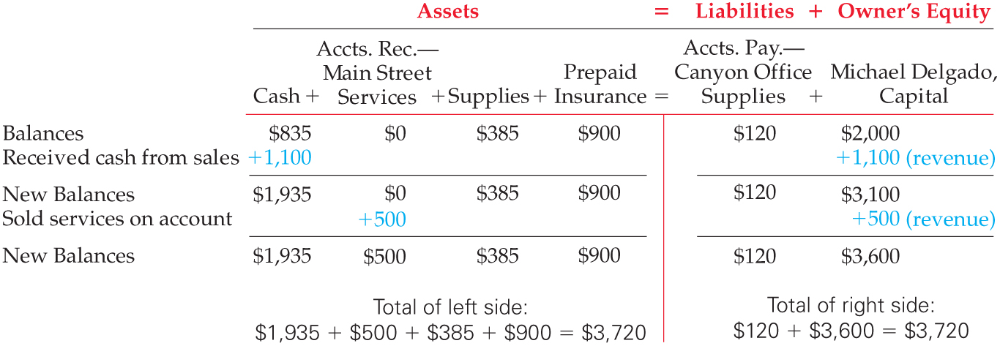 Assets = Liabilities + Owner's Equity
Accts. Rec.— Accts. Pay.—
Main Street Prepaid Canyon Office Michael Delgado,
Cash + Services + Supplies + Insurance = Supplies + Capital
Balances $835 $0 $385 $900 $120 $2,000
Received cash from sales +1,100 +1,100 (revenue)
New Balances $1,935 $0 $385 $900 $120 $3,100
Sold services on account +500 +500 (revenue)
New Balances $1,935 $500 $385 $900 $120 $3,600
Total of left side: Total of right side:
$1,935 + $500 + $385 + $900 = $3,720 $120 + $3,600 = $3,720